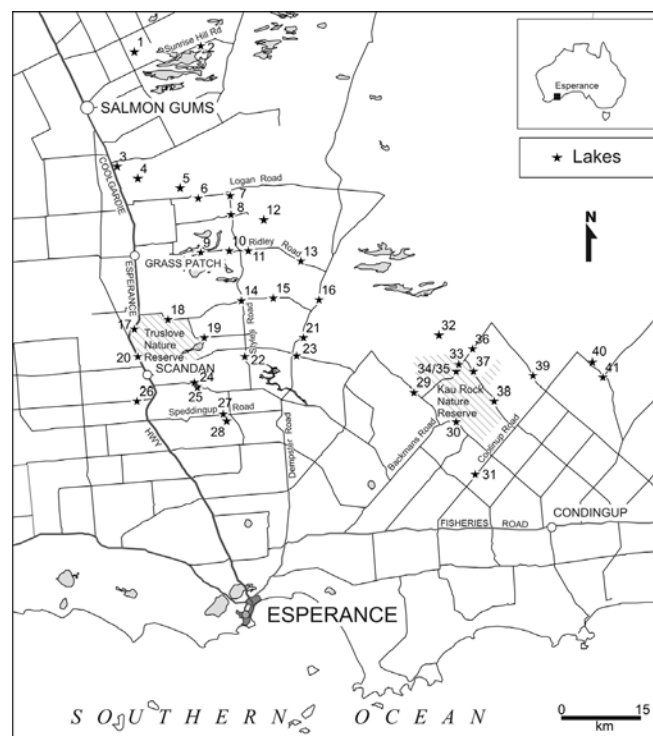 1
Sunrise Hill Rd
2
Esperance
SALMON GUMS
★ Lakes
3
4
COOLGARDIE
5
6
Logan Road
7
8
12
N
9
10
Ridley
Road
11
13
GRASS PATCH
ESPERANCE
14
15
16
18
17
Truslove
Nature
Reserve
19
Styles Road
21
32
36
20
22
23
33
34/35
37
39
40
41
SCANDAN
24
25
29
Kau Rock
Nature
Reserve
38
26
27
Speddingup Road
28
30
Backmans Road
Coolinup Road
HWY
Dempster Road
31
CONDINGUP
FISHERIES ROAD
ESPERANCE
SOUTHERN OCEAN
0 15
km